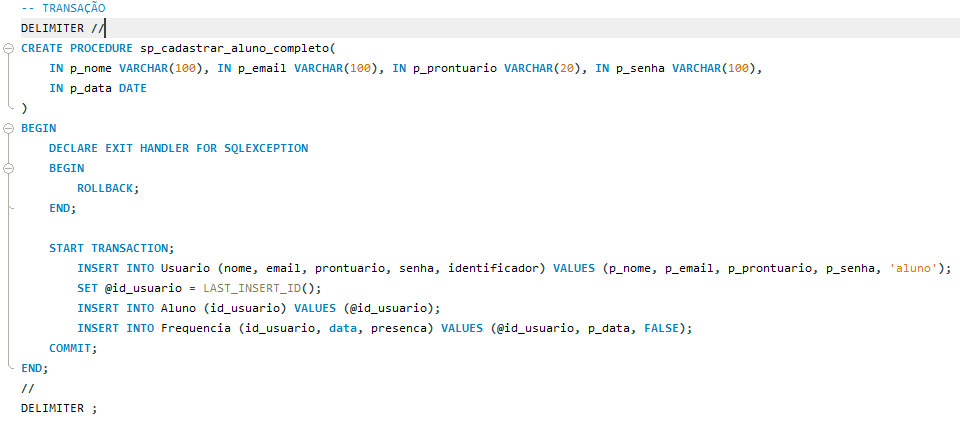 -- TRANSAÇÃO
DELIMITER //
CREATE PROCEDURE sp_cadastrar_aluno_completo(
    IN p_nome VARCHAR(100), IN p_email VARCHAR(100), IN p_prontuario VARCHAR(20), IN p_senha VARCHAR(100),
    IN p_data DATE
)
BEGIN
    DECLARE EXIT HANDLER FOR SQLEXCEPTION
    BEGIN
        ROLLBACK;
    END;

    START TRANSACTION;
        INSERT INTO Usuario (nome, email, prontuario, senha, identificador) VALUES (p_nome, p_email, p_prontuario, p_senha, 'aluno');
        SET @id_usuario = LAST_INSERT_ID();
        INSERT INTO Aluno (id_usuario) VALUES (@id_usuario);
        INSERT INTO Frequencia (id_usuario, data, presenca) VALUES (@id_usuario, p_data, FALSE);
    COMMIT;
END;
//
DELIMITER ;